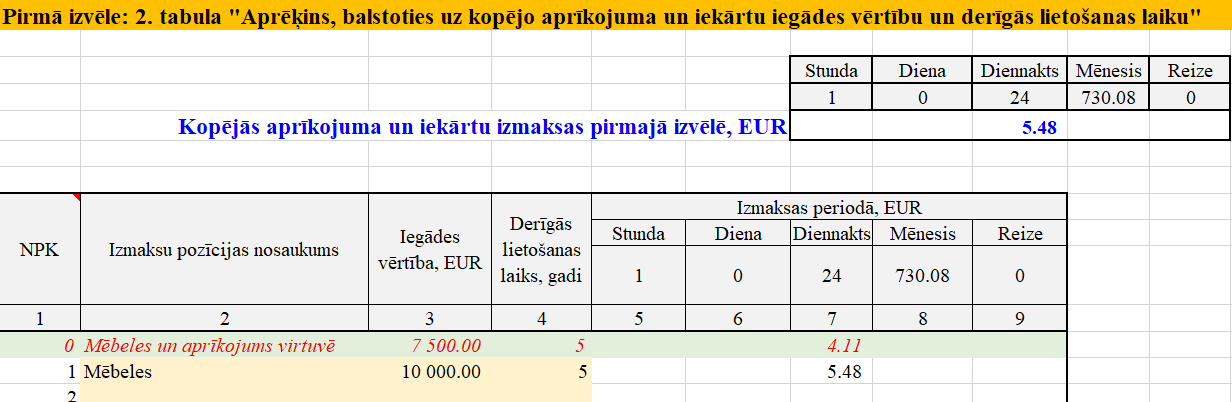 Pirmā izvēle: 2. tabula "Aprēķins, balstoties uz kopējo aprīkojuma un iekārtu iegādes vērtību un derīgās lietošanas laiku"
Stunda Diena Diennakts Mēnesis Reize
1 0 24 730.08 0
Kopējās aprīkojuma un iekārtu izmaksas pirmajā izvēlē, EUR 5.48
NPK Izmaksu pozīcijas nosaukums Iegādes vērtība, EUR Derīgās lietošanas laiks, gadi Izmaksas periodā, EUR
Stunda Diena Diennakts Mēnesis Reize
1 0 24 730.08 0
1 2 3 4 5 6 7 8 9
0 Mēbeles un aprīkojums virtuvē 7 500.00 5 4.11
1 Mēbeles 10 000.00 5 5.48
2